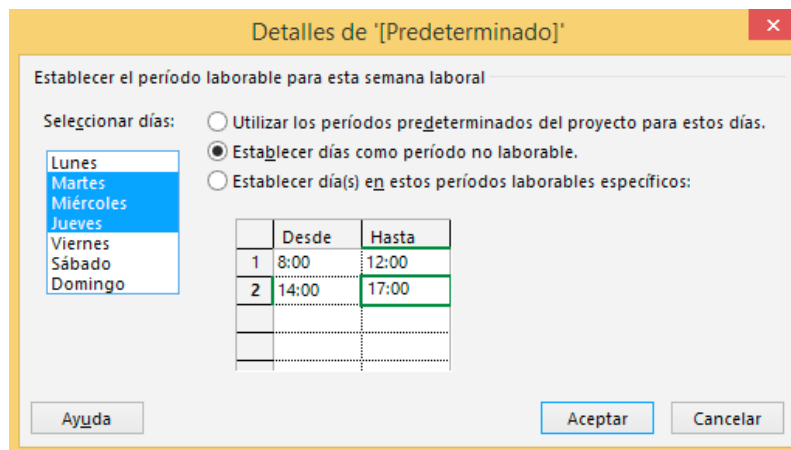 Detalles de '[Predeterminado]'
Establecer el período laborable para esta semana laboral
Seleccionar días:
Utilizar los períodos predeterminados del proyecto para estos días.
Establecer días como período no laborable.
Establecer día(s) en estos períodos laborables específicos:
Lunes
Martes
Miércoles
Jueves
Viernes
Sábado
Domingo
Desde Hasta
1 8:00 12:00
2 14:00 17:00
Ayuda Aceptar Cancelar